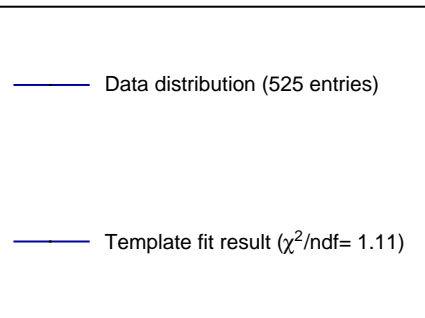 Data distribution (525 entries)
Template fit result (χ²/ndf= 1.11)